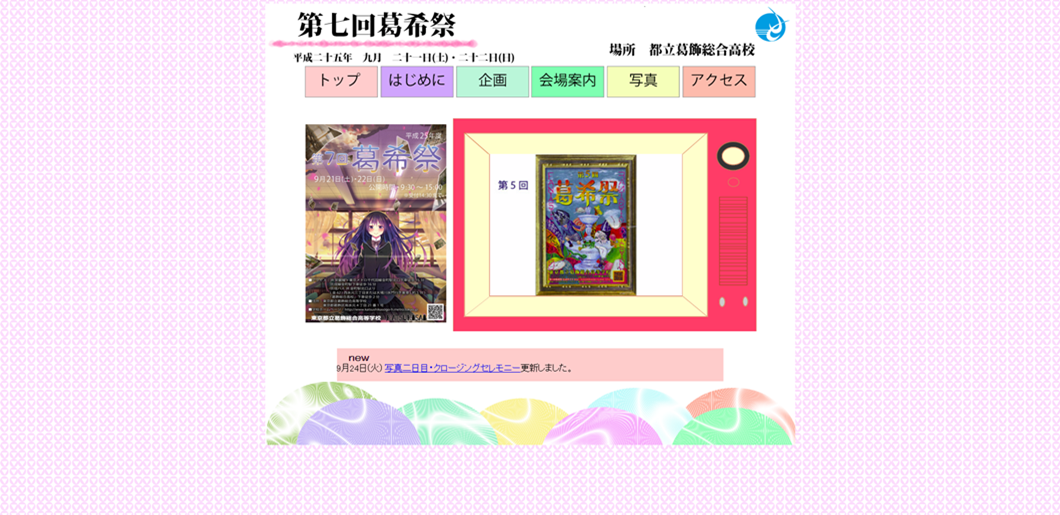 第七回葛希祭
平成二十五年　九月　二十一日(土)・二十二日(日)
場所　都立葛飾総合高校
トップ
はじめに
企画
会場案内
写真
アクセス
平成25年度
第7回 葛希祭
9月21日(土)・22日(日)
公開時間 9:30～15:00
東京都立葛飾総合高等学校
第５回
葛希祭
new
9月24日(火) 写真二日目・クロージングセレモニー更新しました。